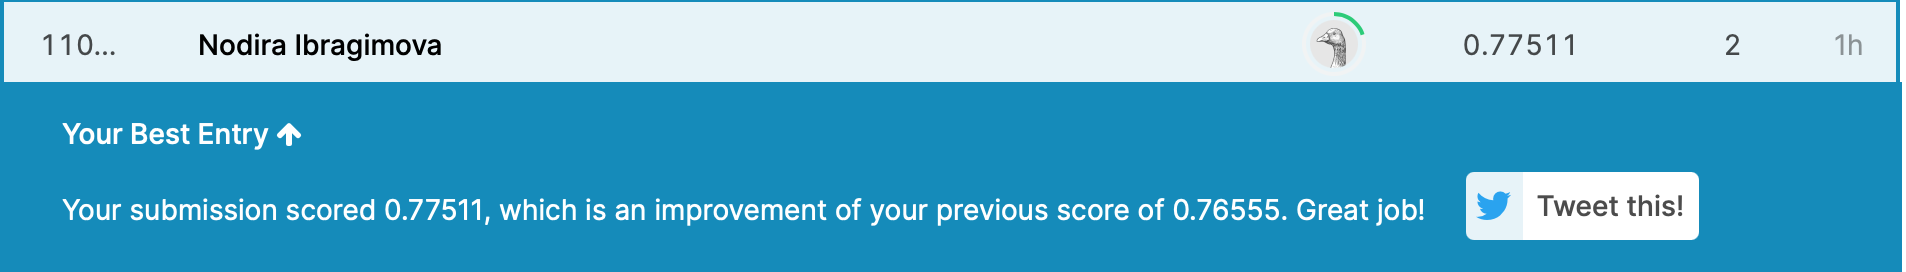 110... Nodira Ibragimova 0.77511 2 1h
Your Best Entry
Your submission scored 0.77511, which is an improvement of your previous score of 0.76555. Great job! Tweet this!